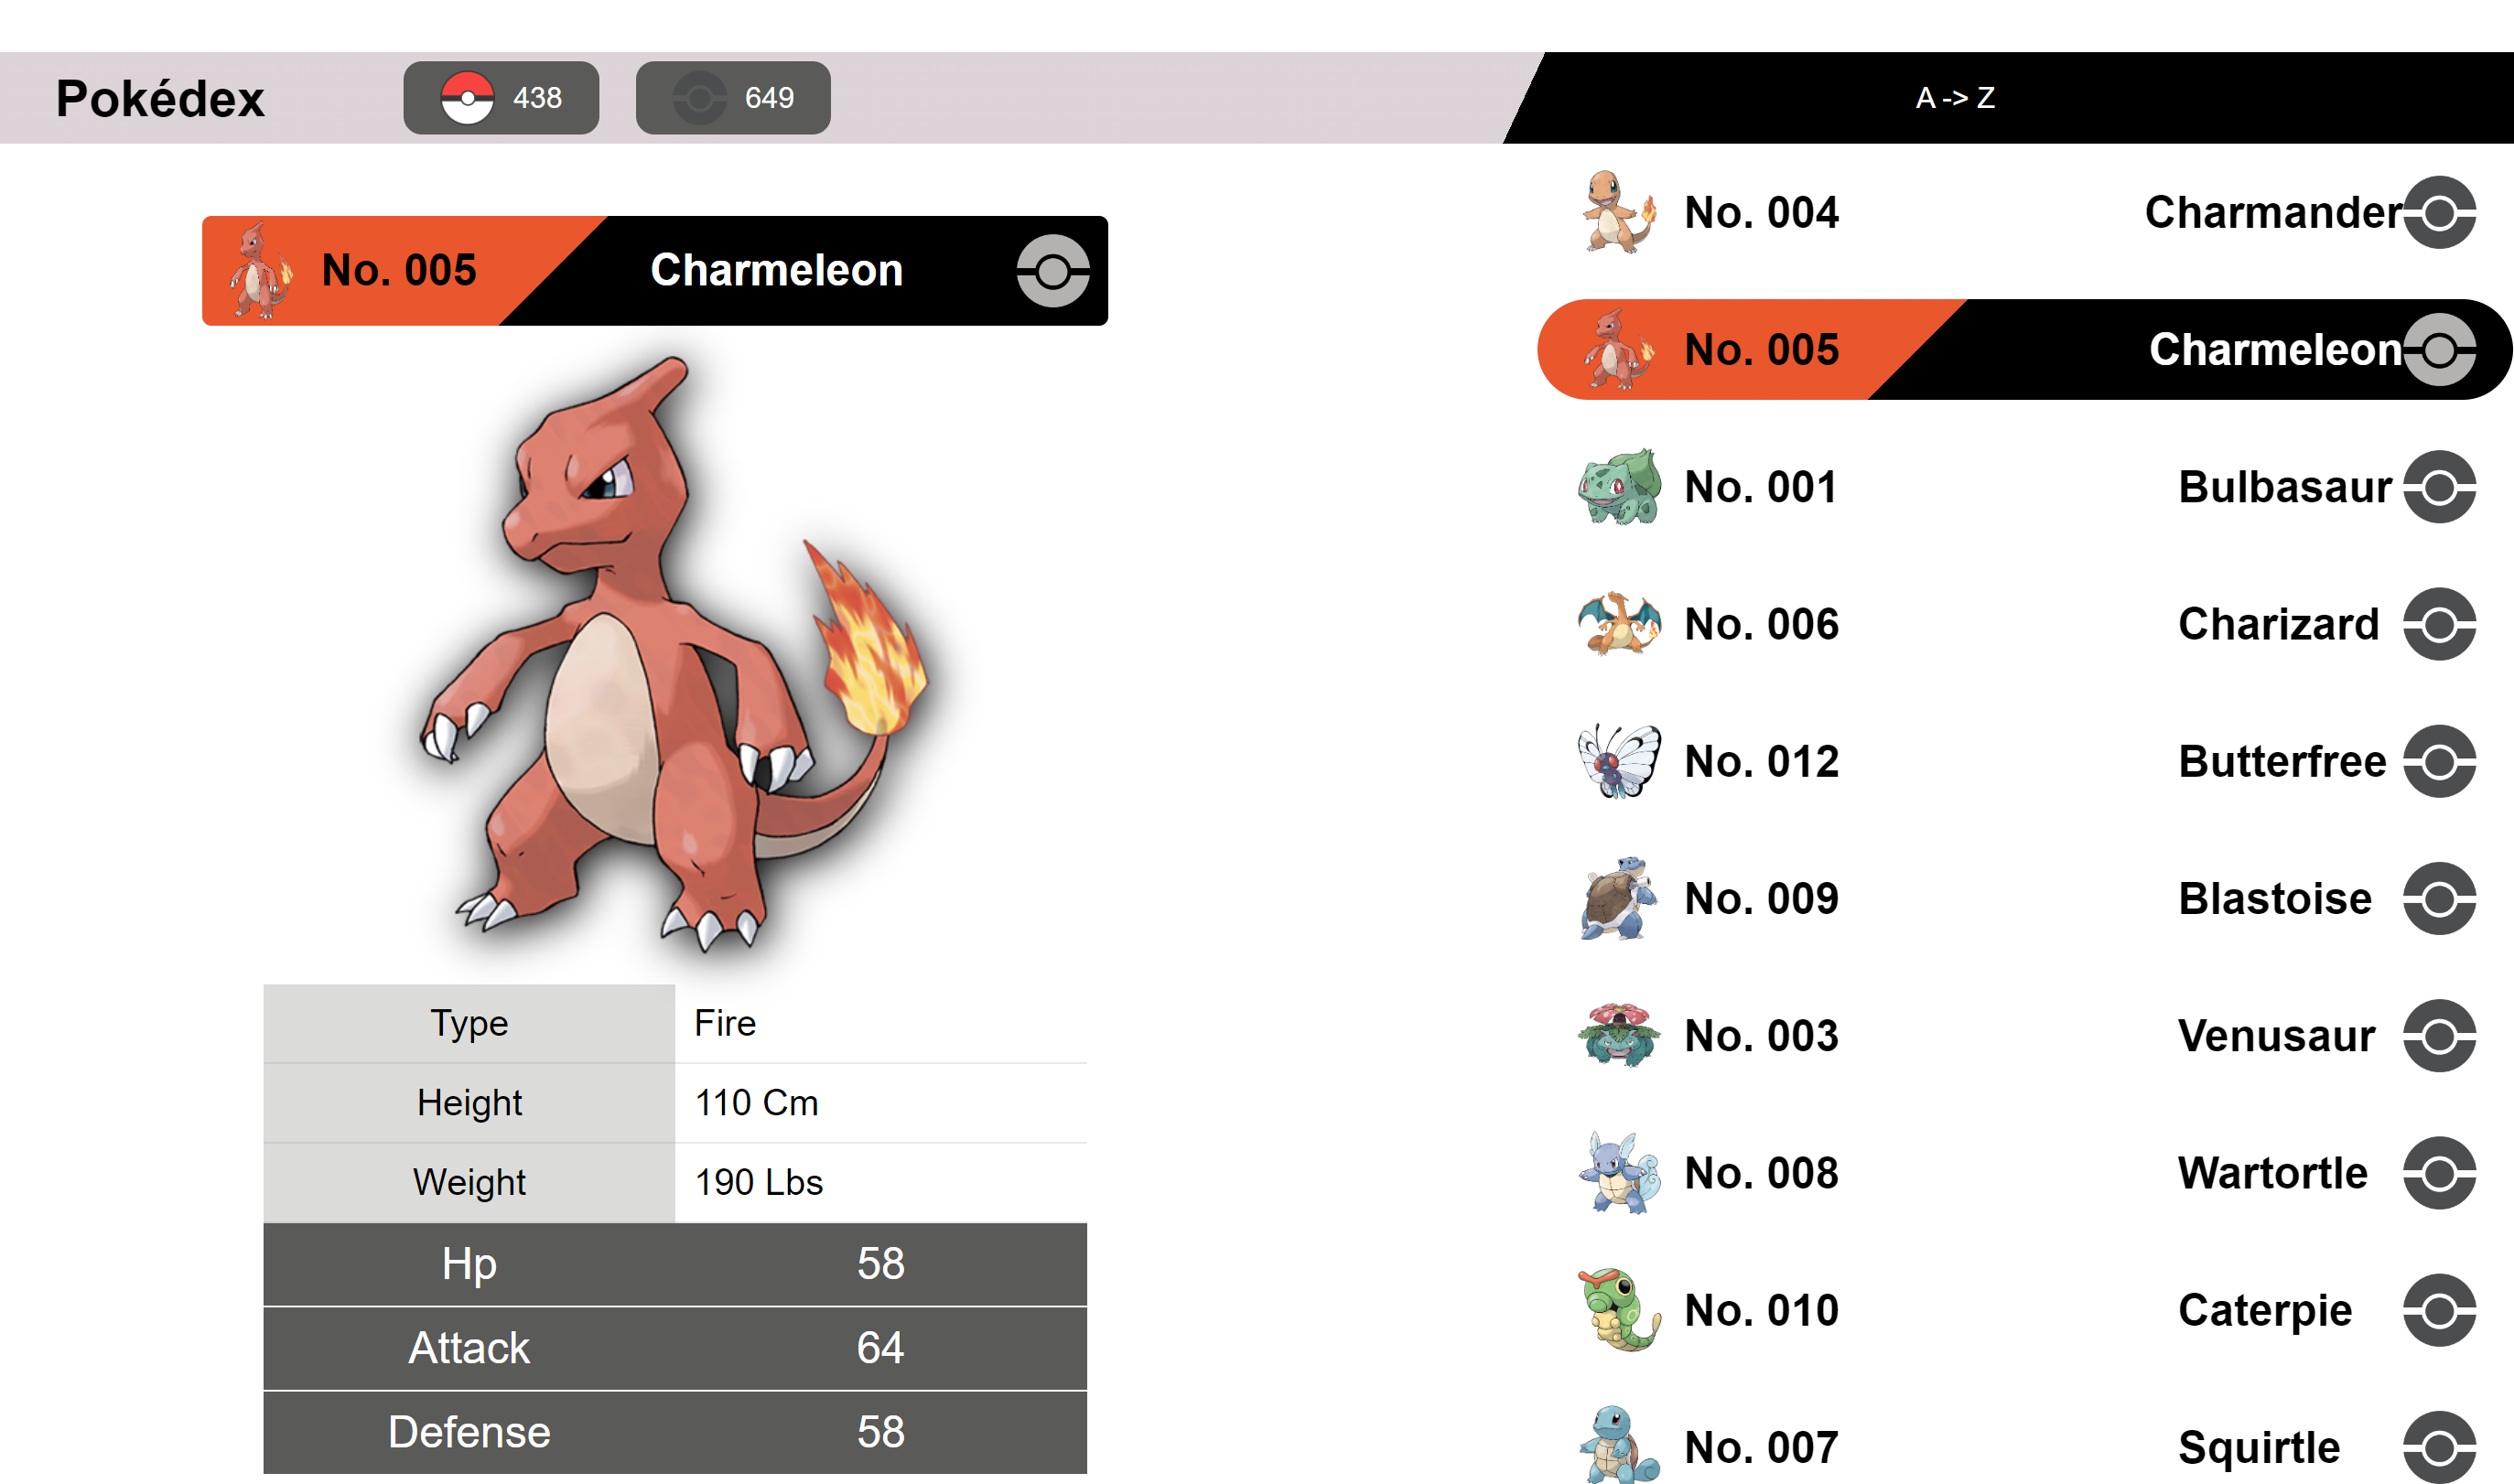 Pokédex 438 649 A -> Z
No. 005 Charmeleon
Type Fire
Height 110 Cm
Weight 190 Lbs
Hp 58
Attack 64
Defense 58
No. 004 Charmander
No. 005 Charmeleon
No. 001 Bulbasaur
No. 006 Charizard
No. 012 Butterfree
No. 009 Blastoise
No. 003 Venusaur
No. 008 Wartortle
No. 010 Caterpie
No. 007 Squirtle